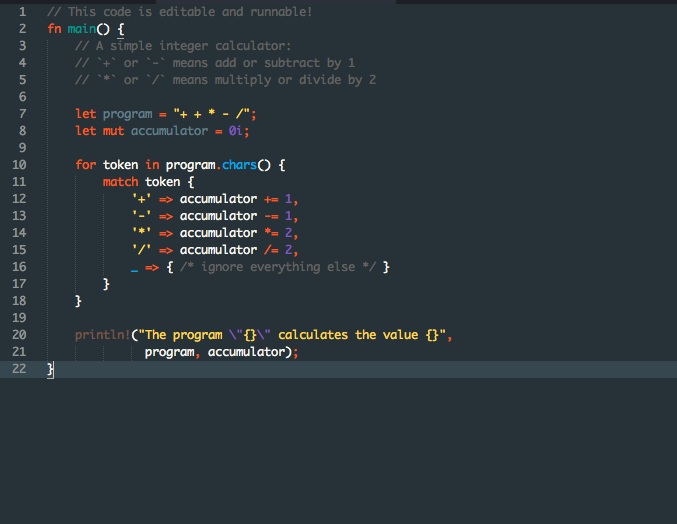 1 // This code is editable and runnable!
2 fn main() {
3     // A simple integer calculator:
4     // `+` or `-` means add or subtract by 1
5     // `*` or `/` means multiply or divide by 2
6
7     let program = "+ + * - /";
8     let mut accumulator = 0i;
9
10     for token in program.chars() {
11         match token {
12             '+' => accumulator += 1,
13             '-' => accumulator -= 1,
14             '*' => accumulator *= 2,
15             '/' => accumulator /= 2,
16             _ => { /* ignore everything else */ }
17         }
18     }
19
20     println!("The program \"{}\" calculates the value {}",
21               program, accumulator);
22 }